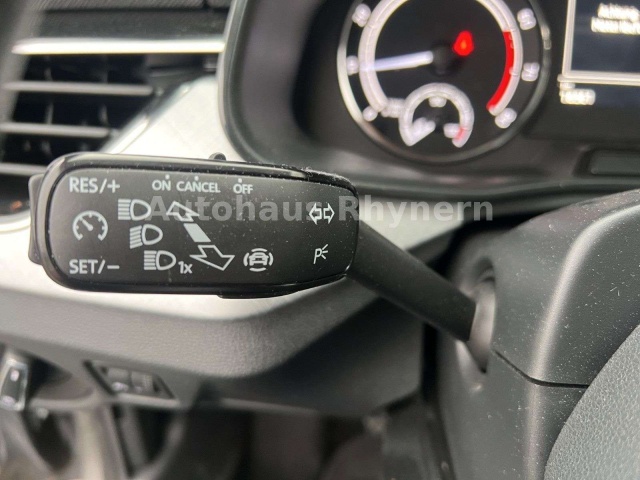 RES/+ ON CANCEL OFF
Autohaus Rhynern
SET/- 1x
P